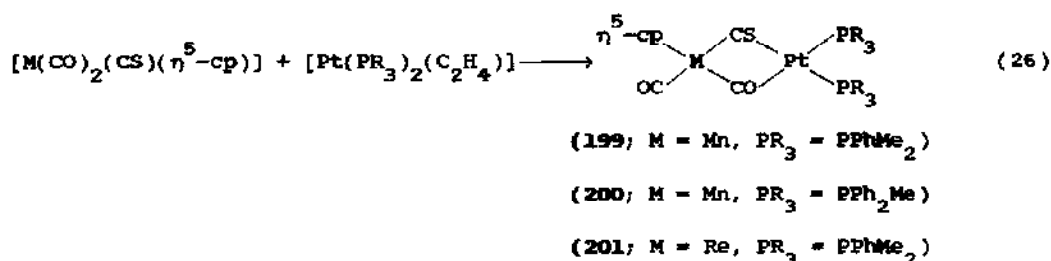 η⁵-cp CS PR₃
[M(CO)₂(CS)(η⁵-cp)] + [Pt(PR₃)₂(C₂H₄)] ⟶ M Pt (26)
OC CO PR₃
(199; M = Mn, PR₃ = PPhMe₂)
(200; M = Mn, PR₃ = PPh₂Me)
(201; M = Re, PR₃ = PPhMe₂)